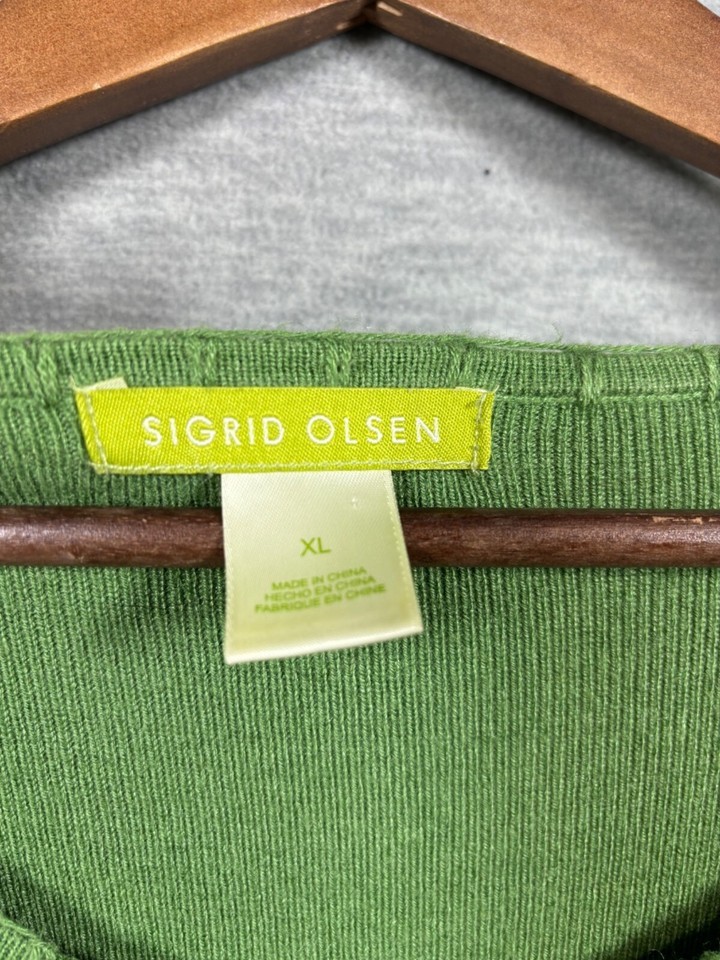 SIGRID OLSEN
XL
MADE IN CHINA
HECHO EN CHINA
FABRIQUE EN CHINE